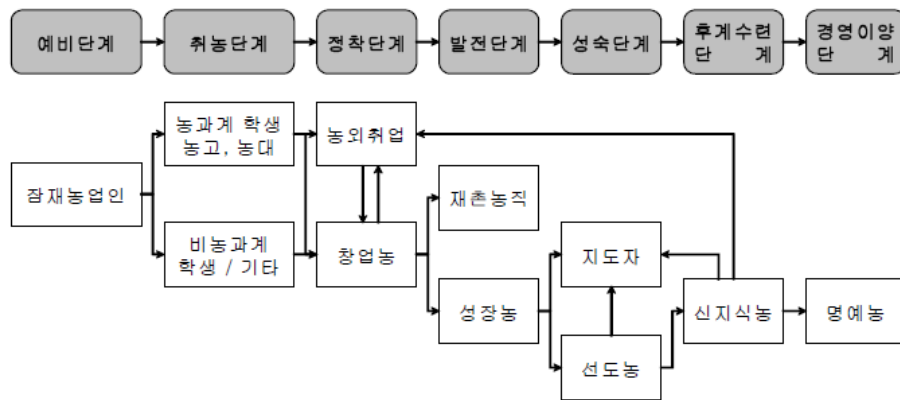 예비단계
취농단계
정착단계
발전단계
성숙단계
후계수련
단 계
경영이양
단 계
농과계 학생
농고, 농대
농외취업
잠재농업인
재촌농직
비농과계
학생 / 기타
창업농
지도자
성장농
신지식농
명예농
선도농